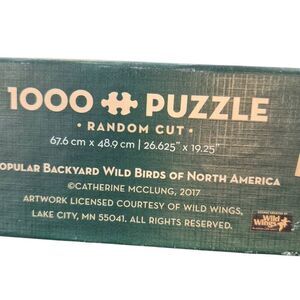 1000 PUZZLE
• RANDOM CUT •
67.6 cm x 48.9 cm | 26.625" x 19.25"
OPULAR BACKYARD WILD BIRDS OF NORTH AMERICA
©CATHERINE MCCLUNG, 2017
ARTWORK LICENSED COURTESY OF WILD WINGS,
LAKE CITY, MN 55041. ALL RIGHTS RESERVED.
Wild
Wings